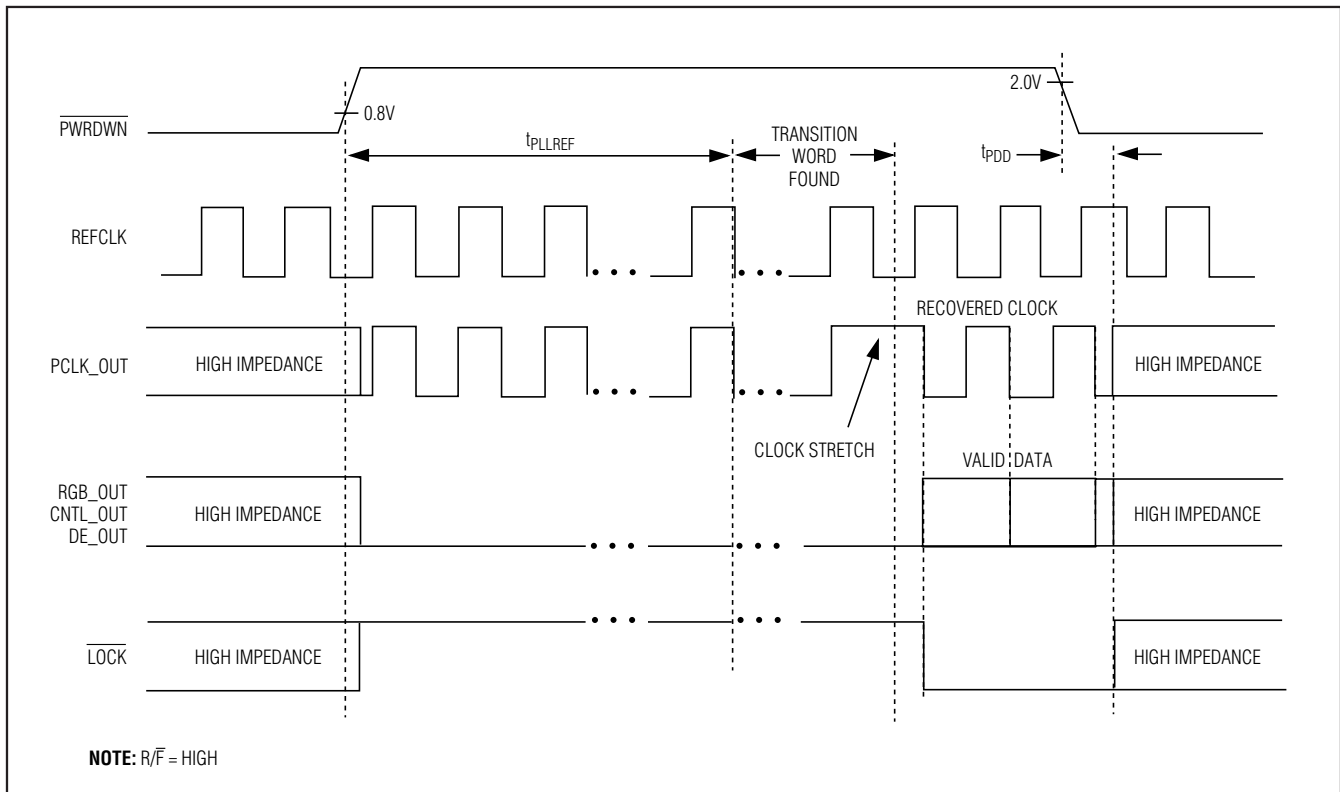 2.0V
0.8V
PWRDWN
tPLLREF
TRANSITION
WORD
FOUND
tPDD
REFCLK
RECOVERED CLOCK
PCLK_OUT
HIGH IMPEDANCE
HIGH IMPEDANCE
CLOCK STRETCH
VALID DATA
RGB_OUT
CNTL_OUT
DE_OUT
HIGH IMPEDANCE
HIGH IMPEDANCE
LOCK
HIGH IMPEDANCE
HIGH IMPEDANCE
NOTE: R/F̅ = HIGH